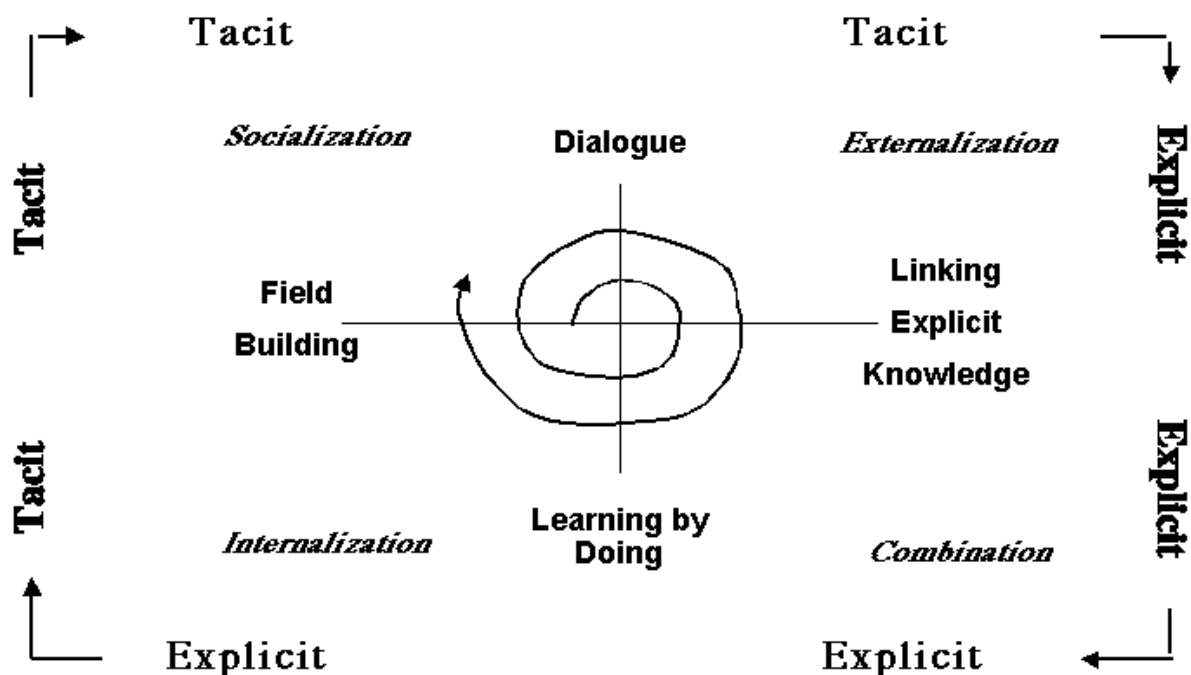 Tacit
Tacit
Socialization
Dialogue
Externalization
Tacit
Explicit
Field
Building
Linking
Explicit
Knowledge
Tacit
Explicit
Internalization
Learning by
Doing
Combination
Explicit
Explicit